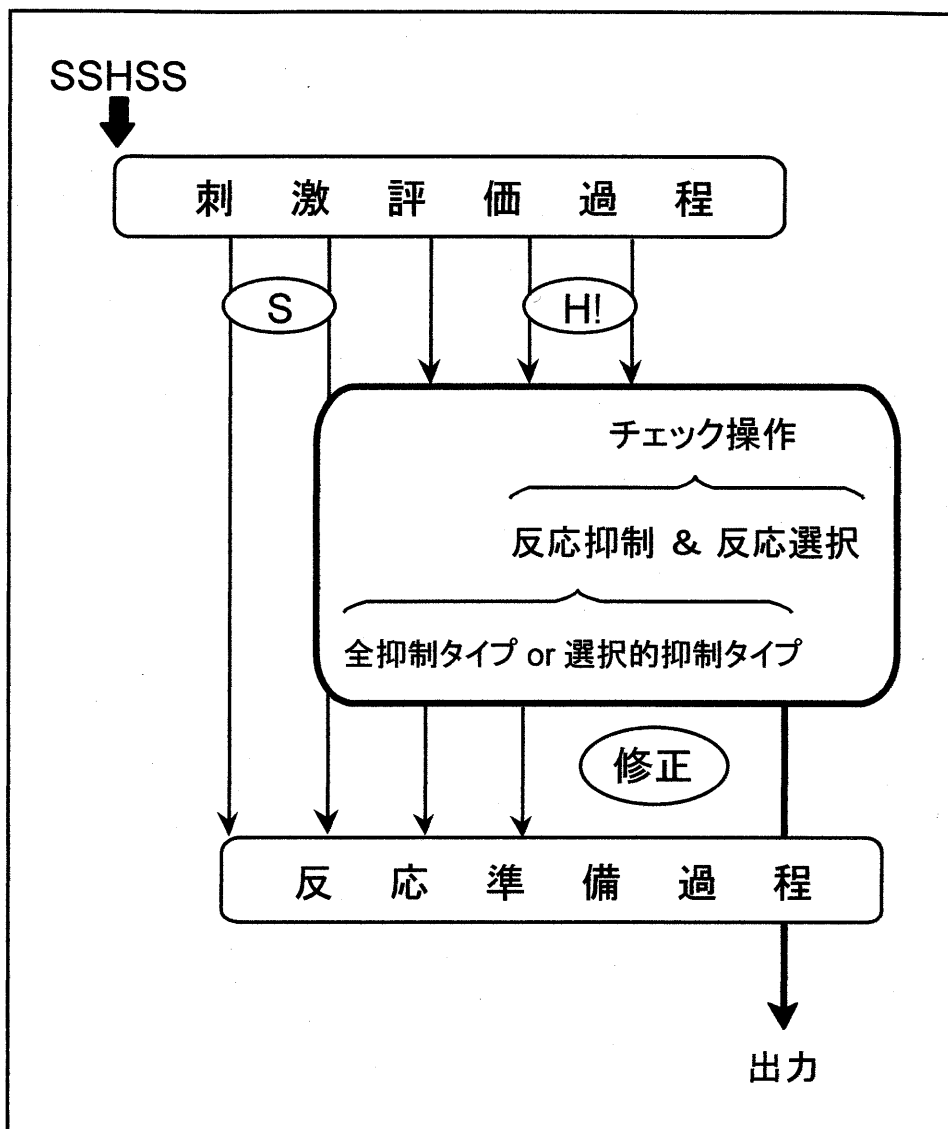 SSHSS
刺激評価過程
S
H!
チェック操作
反応抑制 & 反応選択
全抑制タイプ or 選択的抑制タイプ
修正
反応準備過程
出力